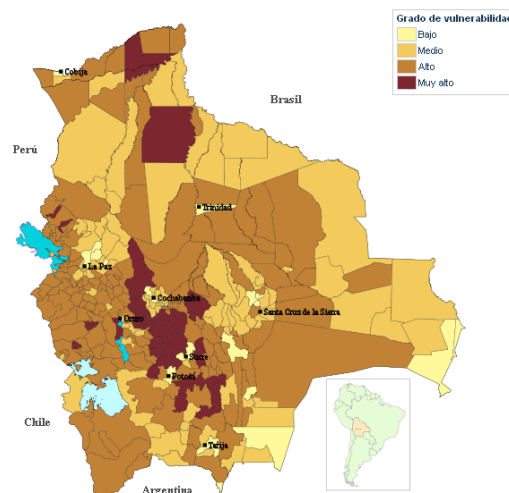 Grado de vulnerabilidad
Bajo
Medio
Alto
Muy alto
Cobija
Brasil
Perú
Trinidad
La Paz
Cochabamba
Oruro
Santa Cruz de la Sierra
Sucre
Potosí
Chile
Tarija
Argentina